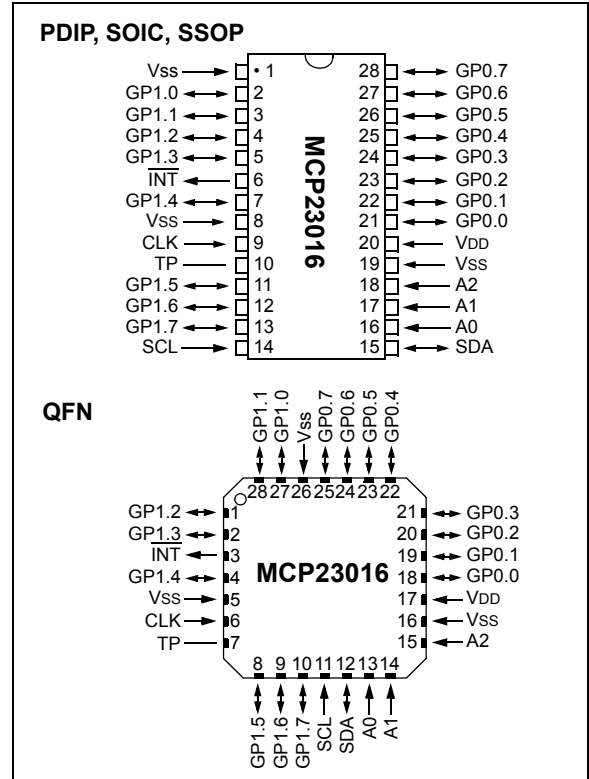 PDIP, SOIC, SSOP
Vss 1 28 GP0.7
GP1.0 2 27 GP0.6
GP1.1 3 26 GP0.5
GP1.2 4 25 GP0.4
GP1.3 5 24 GP0.3
INT 6 23 GP0.2
GP1.4 7 22 GP0.1
Vss 8 21 GP0.0
CLK 9 20 VDD
TP 10 19 Vss
GP1.5 11 18 A2
GP1.6 12 17 A1
GP1.7 13 16 A0
SCL 14 15 SDA
MCP23016
QFN
GP1.1 GP1.0 Vss GP0.7 GP0.6 GP0.5 GP0.4
28 27 26 25 24 23 22
GP1.2 1 21 GP0.3
GP1.3 2 20 GP0.2
INT 3 19 GP0.1
GP1.4 4 18 GP0.0
Vss 5 17 VDD
CLK 6 16 Vss
TP 7 15 A2
MCP23016
8 9 10 11 12 13 14
GP1.5 GP1.6 GP1.7 SCL SDA A0 A1